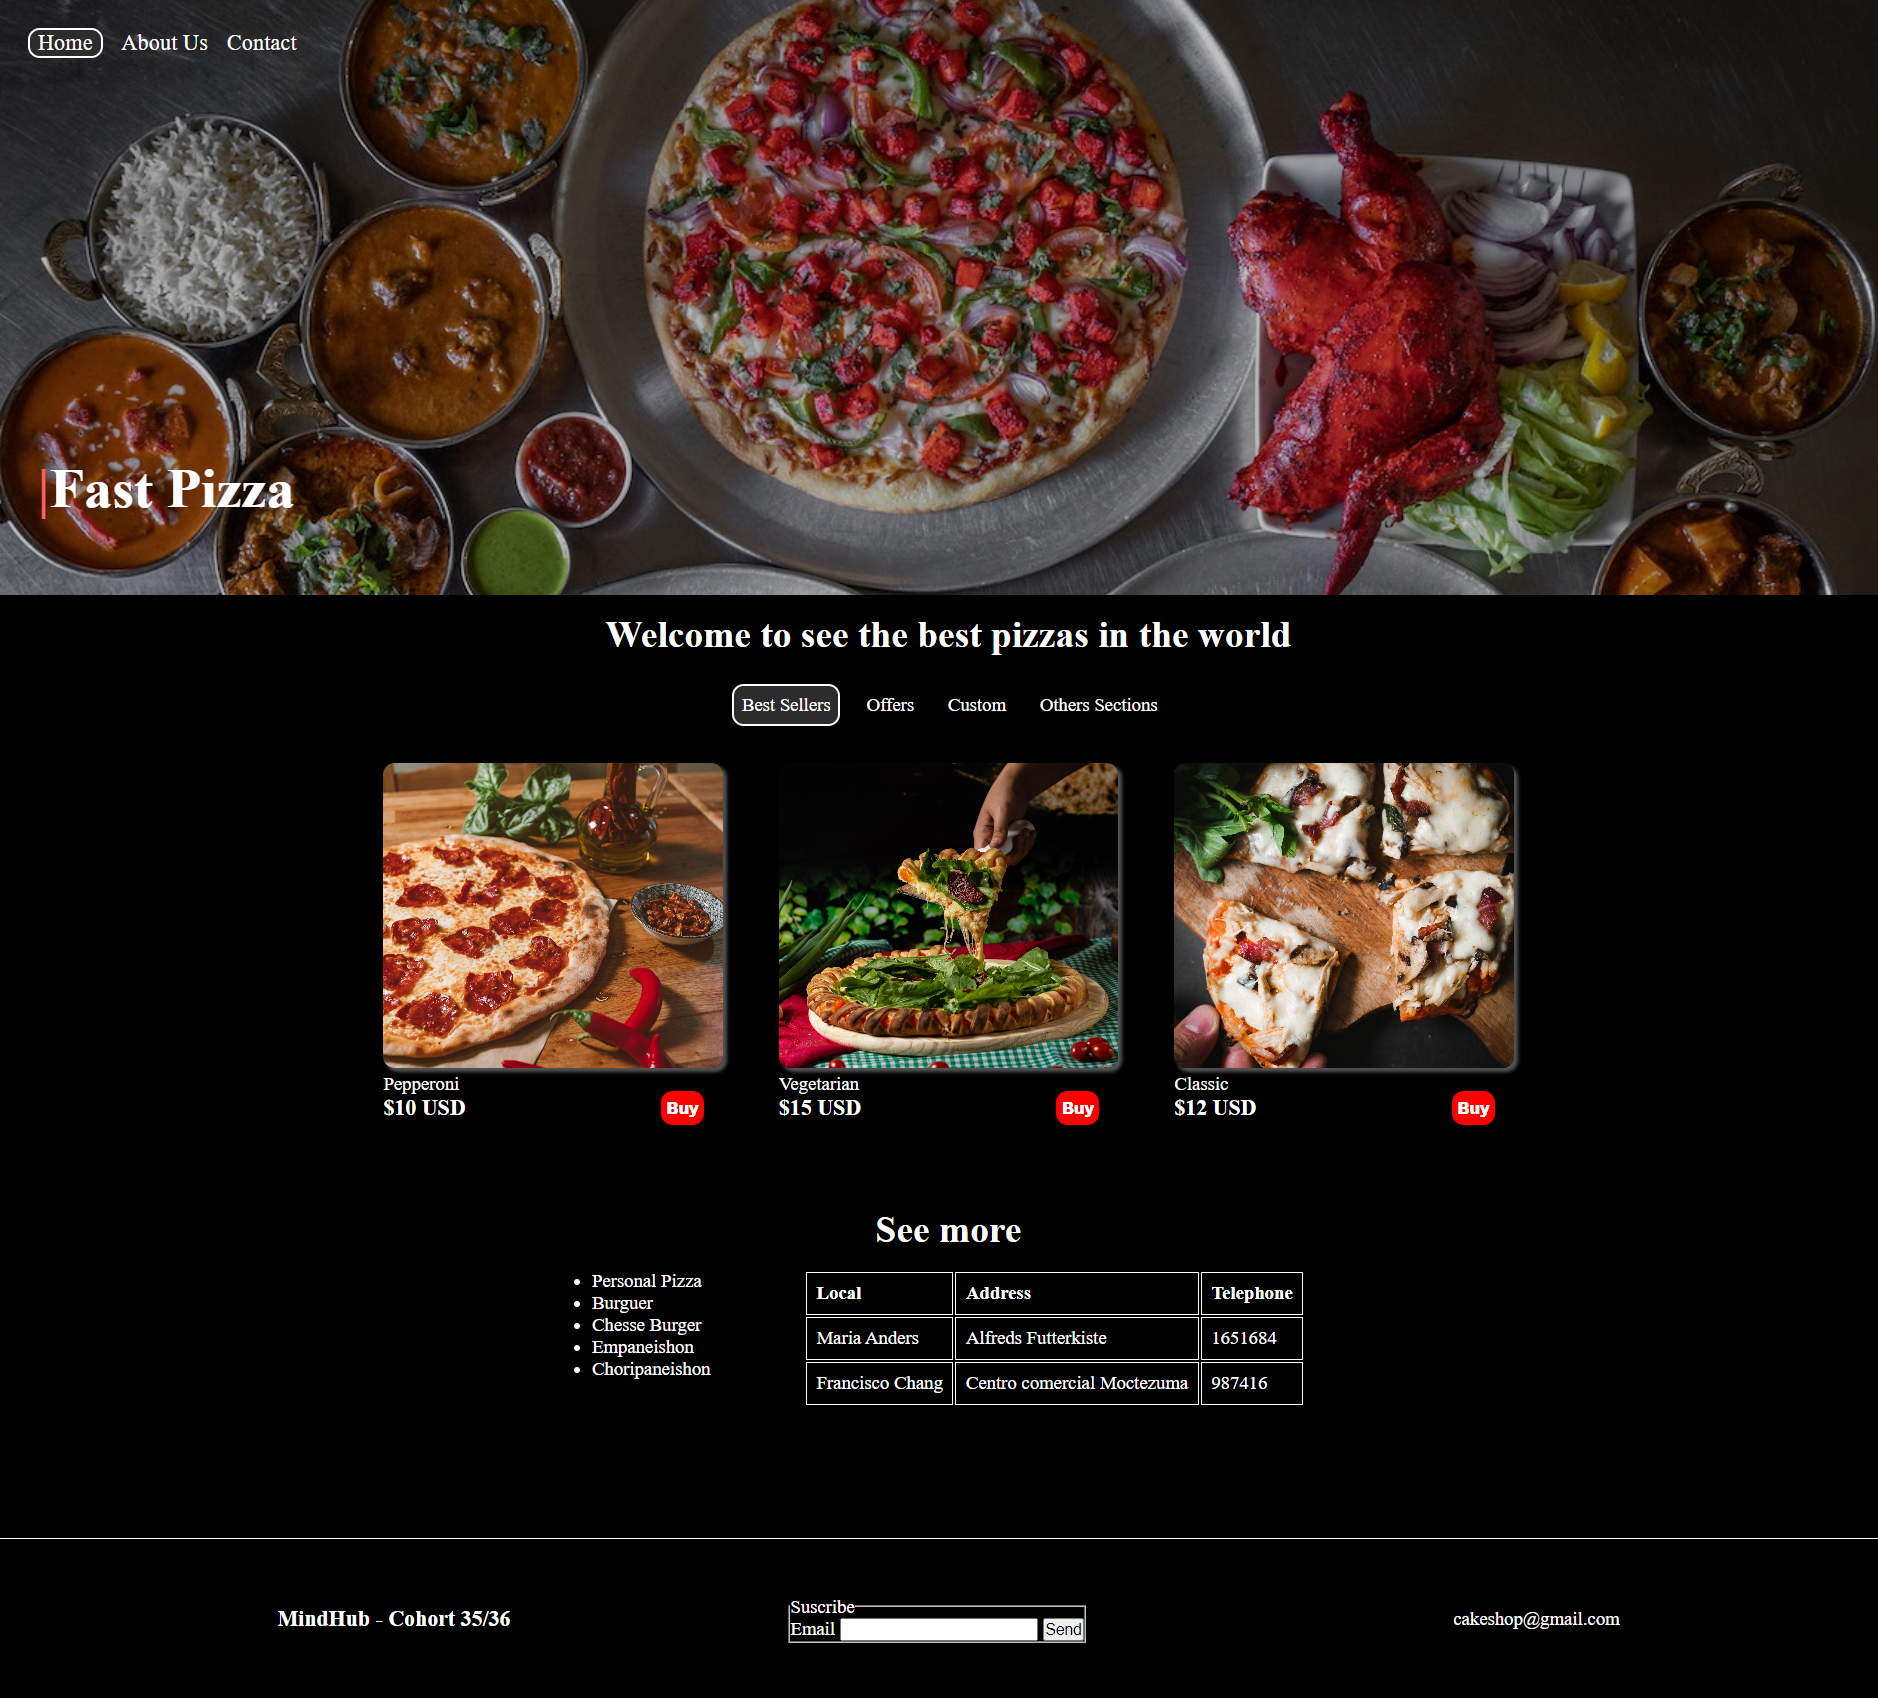 Home About Us Contact
Fast Pizza
Welcome to see the best pizzas in the world
Best Sellers Offers Custom Others Sections
Pepperoni
$10 USD Buy
Vegetarian
$15 USD Buy
Classic
$12 USD Buy
See more
Personal Pizza
Burguer
Chesse Burger
Empaneishon
Choripaneishon
Local Address Telephone
Maria Anders Alfreds Futterkiste 1651684
Francisco Chang Centro comercial Moctezuma 987416
MindHub - Cohort 35/36
Suscribe
Email Send
cakeshop@gmail.com